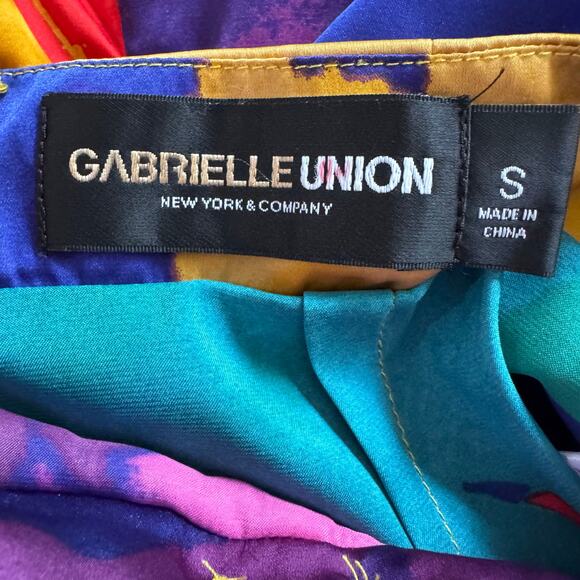 GABRIELLE UNION
NEW YORK & COMPANY
S
MADE IN
CHINA